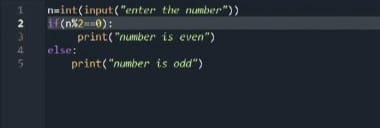 1 n=int(input("enter the number"))
2 if(n%2==0):
3 print("number is even")
4 else:
5 print("number is odd")